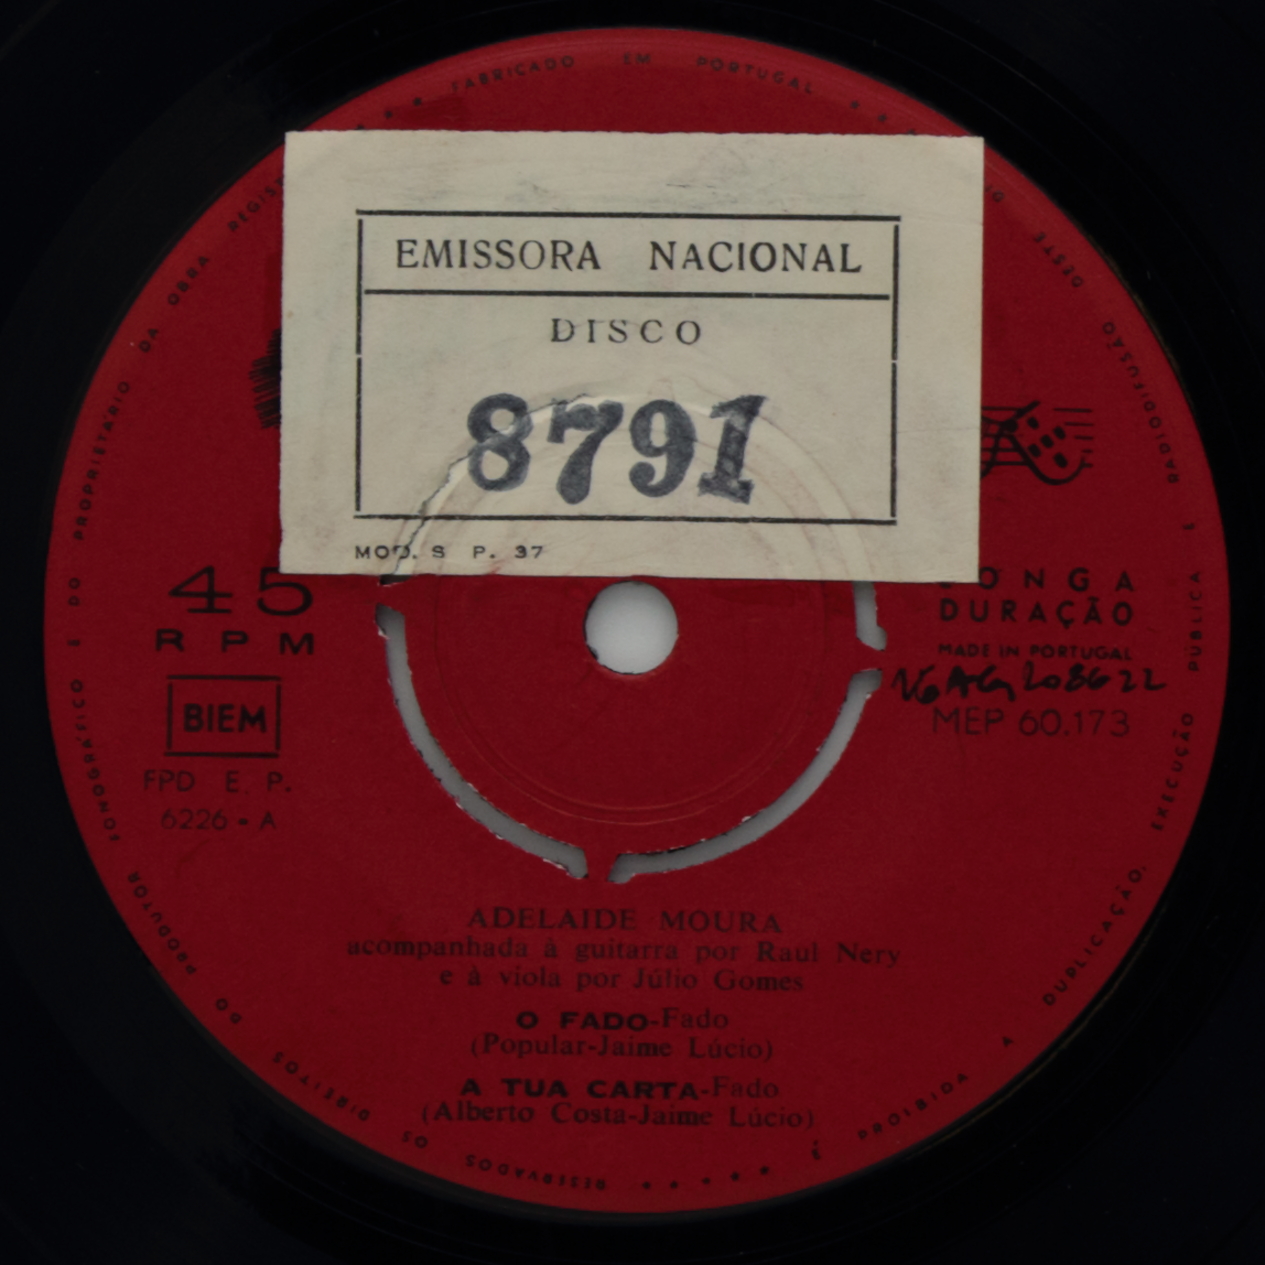 FABRICADO EM PORTUGAL
EMISSORA NACIONAL
DISCO
8791
MOD. S P. 37
45
RPM
BIEM
FPD E. P.
6226 - A
LONGA
DURAÇÃO
MADE IN PORTUGAL
MEP 60.173
ADELAIDE MOURA
acompanhada à guitarra por Raul Nery
e à viola por Júlio Gomes
O FADO-Fado
(Popular-Jaime Lúcio)
A TUA CARTA-Fado
(Alberto Costa-Jaime Lúcio)
RESERVADOS OS DIREITOS DO PRODUTOR FONOGRÁFICO E DO PROPRIETÁRIO DA OBRA
É PROIBIDA A DUPLICAÇÃO, EXECUÇÃO PÚBLICA E RADIODIFUSÃO DESTE